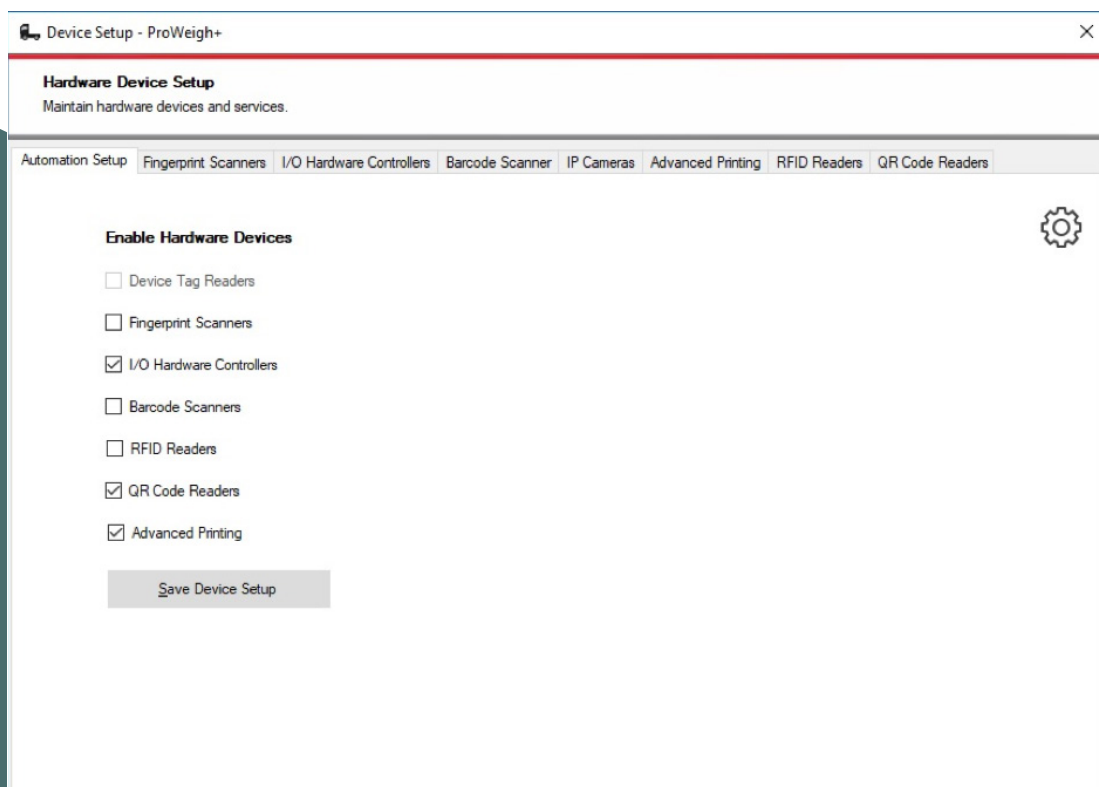 Device Setup - ProWeigh+
Hardware Device Setup
Maintain hardware devices and services.
Automation Setup Fingerprint Scanners I/O Hardware Controllers Barcode Scanner IP Cameras Advanced Printing RFID Readers QR Code Readers
Enable Hardware Devices
Device Tag Readers
Fingerprint Scanners
I/O Hardware Controllers
Barcode Scanners
RFID Readers
QR Code Readers
Advanced Printing
Save Device Setup